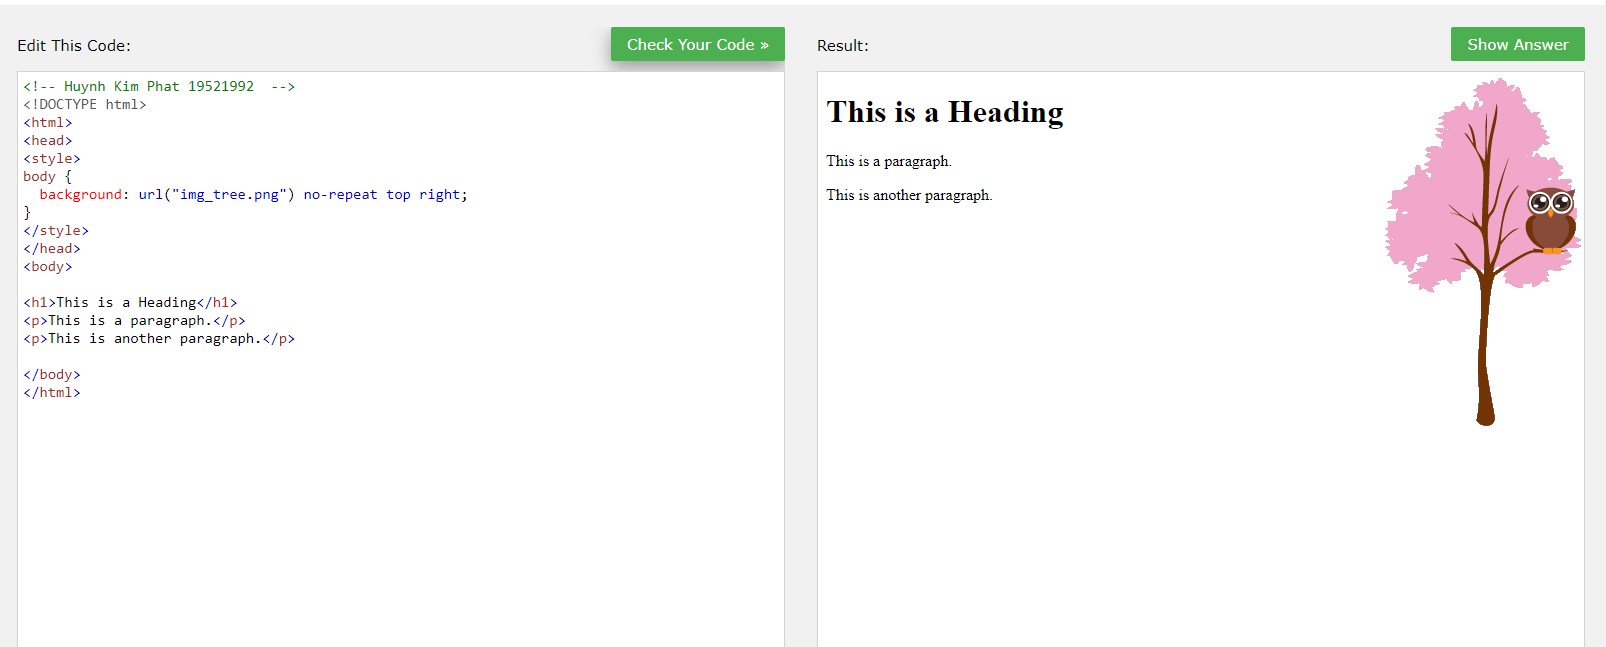 Edit This Code:
Check Your Code »
<!-- Huynh Kim Phat 19521992  -->
<!DOCTYPE html>
<html>
<head>
<style>
body {
  background: url("img_tree.png") no-repeat top right;
}
</style>
</head>
<body>

<h1>This is a Heading</h1>
<p>This is a paragraph.</p>
<p>This is another paragraph.</p>

</body>
</html>
Result:
Show Answer
This is a Heading
This is a paragraph.
This is another paragraph.